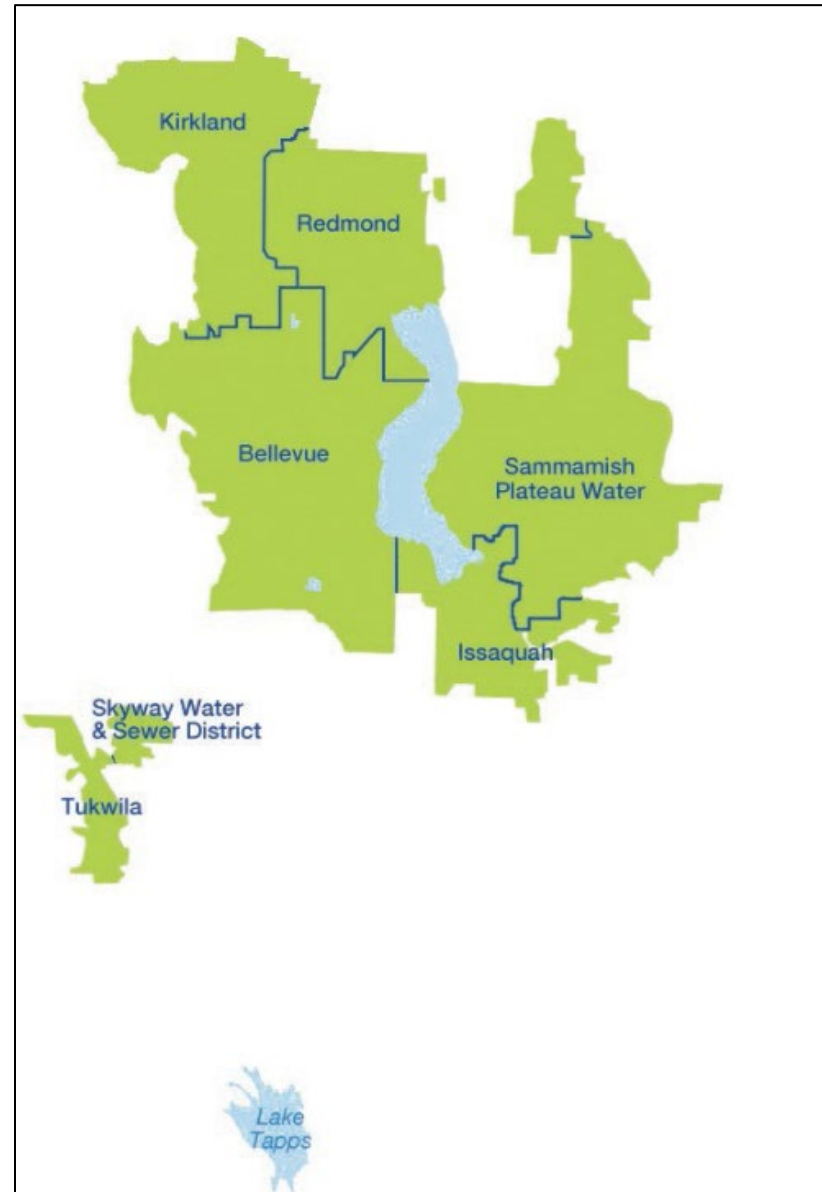 Kirkland
Redmond
Bellevue
Sammamish
Plateau Water
Issaquah
Skyway Water
& Sewer District
Tukwila
Lake
Tapps